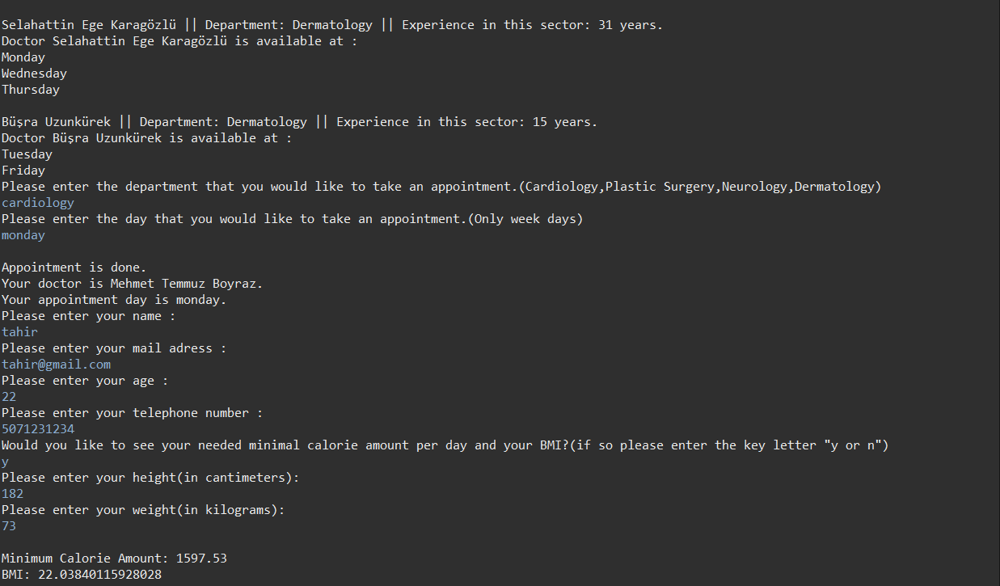 Selahattin Ege Karagözlü || Department: Dermatology || Experience in this sector: 31 years.
Doctor Selahattin Ege Karagözlü is available at :
Monday
Wednesday
Thursday
Büşra Uzunkürek || Department: Dermatology || Experience in this sector: 15 years.
Doctor Büşra Uzunkürek is available at :
Tuesday
Friday
Please enter the department that you would like to take an appointment.(Cardiology,Plastic Surgery,Neurology,Dermatology)
cardiology
Please enter the day that you would like to take an appointment.(Only week days)
monday
Appointment is done.
Your doctor is Mehmet Temmuz Boyraz.
Your appointment day is monday.
Please enter your name :
tahir
Please enter your mail adress :
tahir@gmail.com
Please enter your age :
22
Please enter your telephone number :
5071231234
Would you like to see your needed minimal calorie amount per day and your BMI?(if so please enter the key letter "y or n")
y
Please enter your height(in cantimeters):
182
Please enter your weight(in kilograms):
73
Minimum Calorie Amount: 1597.53
BMI: 22.03840115928028